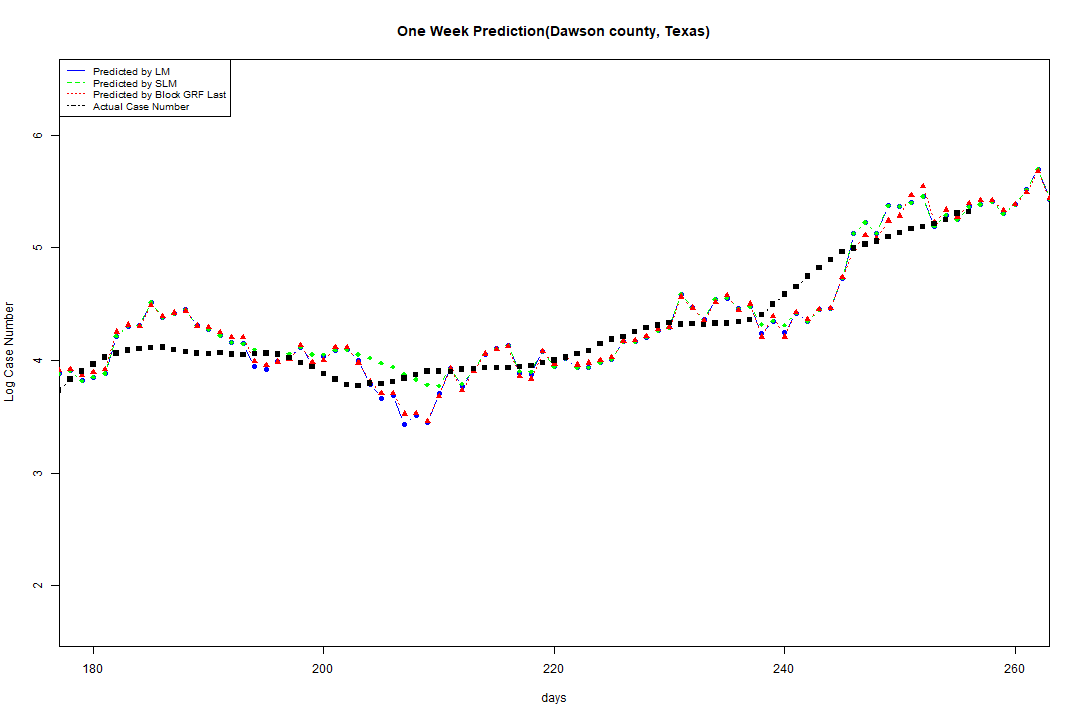 One Week Prediction(Dawson county, Texas)
Predicted by LM
Predicted by SLM
Predicted by Block GRF Last
Actual Case Number
6
5
4
3
2
Log Case Number
180 200 220 240 260
days